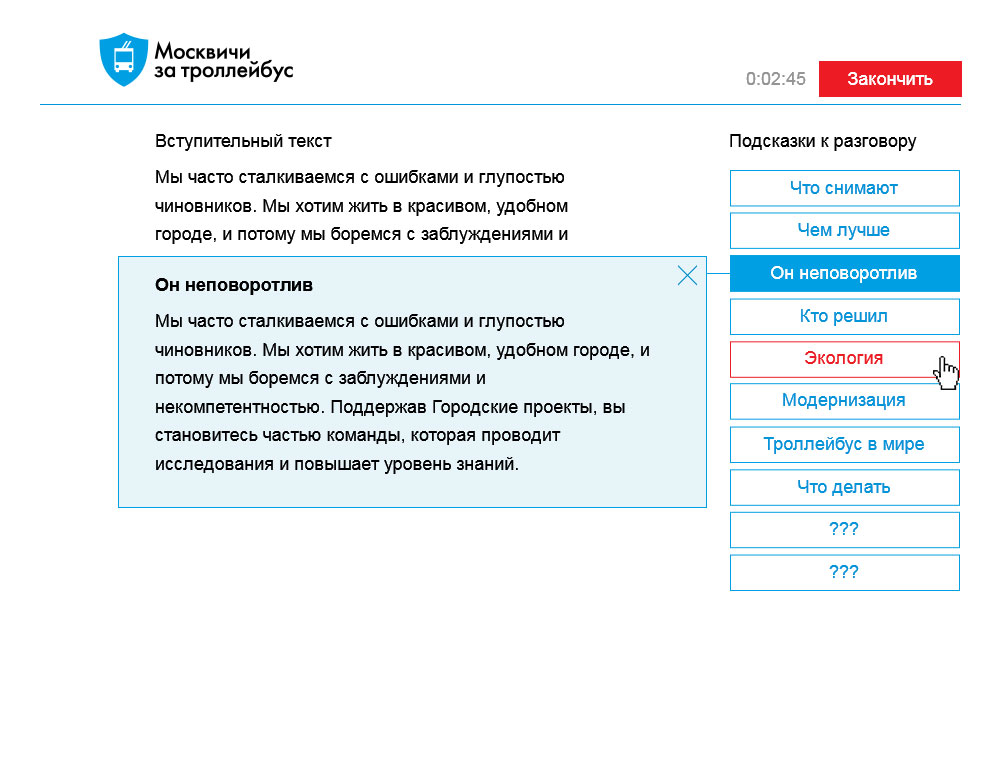 Москвичи
за троллейбус
0:02:45
Закончить
Вступительный текст
Мы часто сталкиваемся с ошибками и глупостью
чиновников. Мы хотим жить в красивом, удобном
городе, и потому мы боремся с заблуждениями и
Он неповоротлив
Мы часто сталкиваемся с ошибками и глупостью
чиновников. Мы хотим жить в красивом, удобном городе, и
потому мы боремся с заблуждениями и
некомпетентностью. Поддержав Городские проекты, вы
становитесь частью команды, которая проводит
исследования и повышает уровень знаний.
Подсказки к разговору
Что снимают
Чем лучше
Он неповоротлив
Кто решил
Экология
Модернизация
Троллейбус в мире
Что делать
???
???